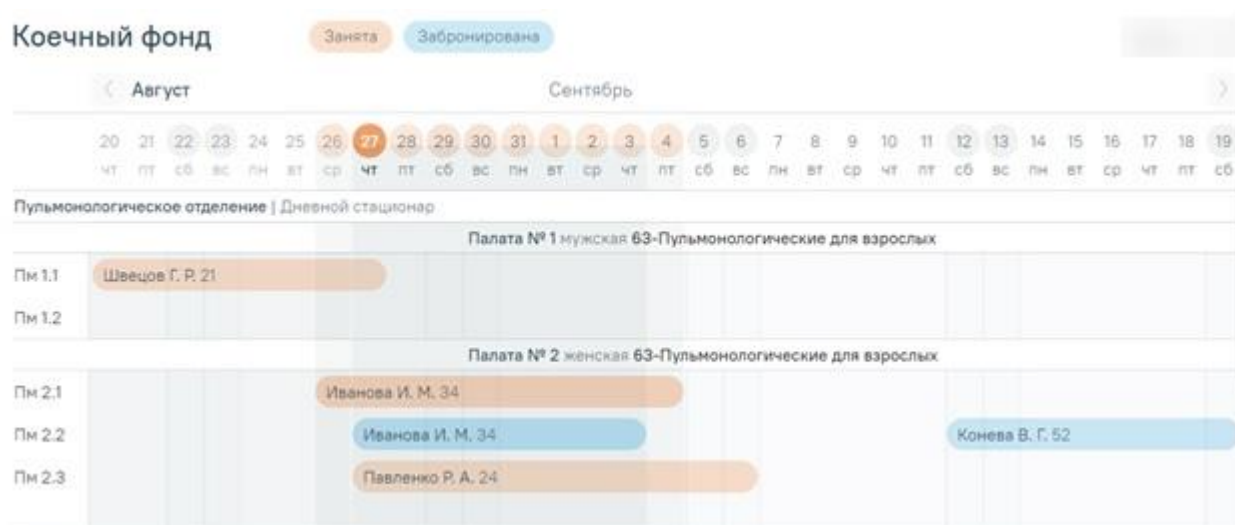 Коечный фонд Занята Забронирована
Август Сентябрь
20 21 22 23 24 25 26 27 28 29 30 31 1 2 3 4 5 6 7 8 9 10 11 12 13 14 15 16 17 18 19
чт пт сб вс пн вт ср чт пт сб вс пн вт ср чт пт сб вс пн вт ср чт пт сб вс пн вт ср чт пт сб
Пульмонологическое отделение | Дневной стационар
Палата № 1 мужская 63-Пульмонологические для взрослых
Пм 1.1 Швецов Г. Р. 21
Пм 1.2
Палата № 2 женская 63-Пульмонологические для взрослых
Пм 2.1 Иванова И. М. 34
Пм 2.2 Иванова И. М. 34 Конева В. Г. 52
Пм 2.3 Павленко Р. А. 24